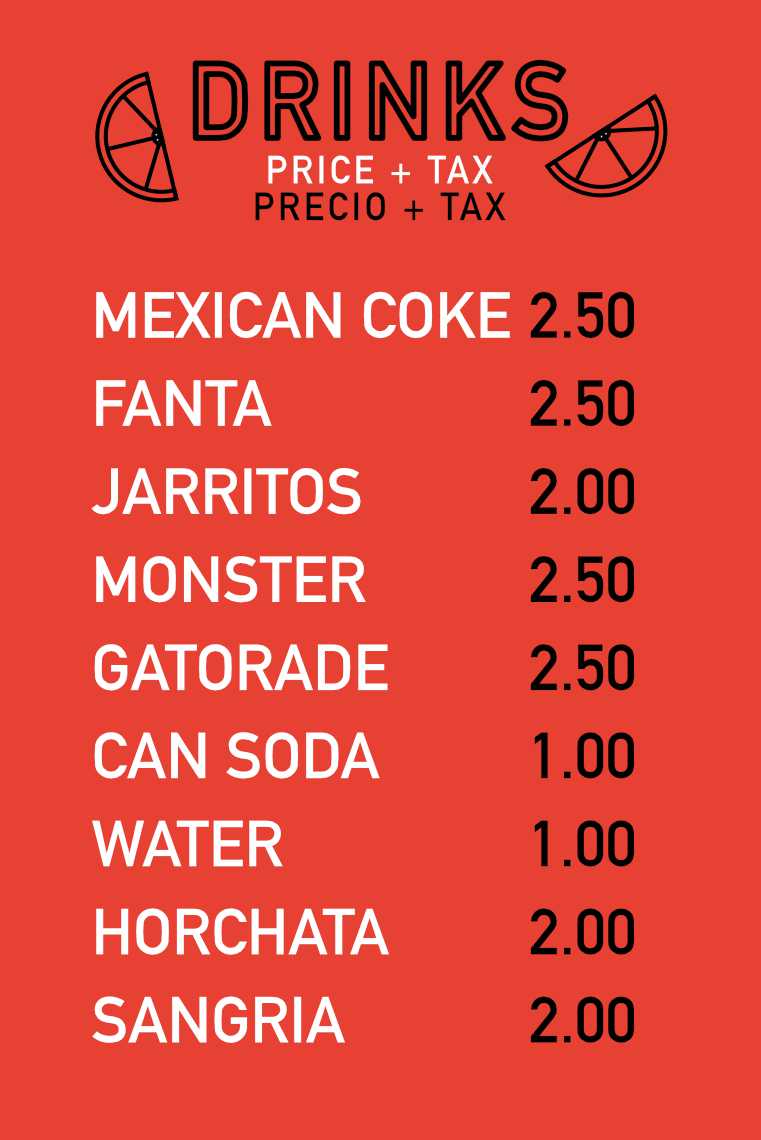 DRINKS
PRICE + TAX
PRECIO + TAX
MEXICAN COKE 2.50
FANTA 2.50
JARRITOS 2.00
MONSTER 2.50
GATORADE 2.50
CAN SODA 1.00
WATER 1.00
HORCHATA 2.00
SANGRIA 2.00